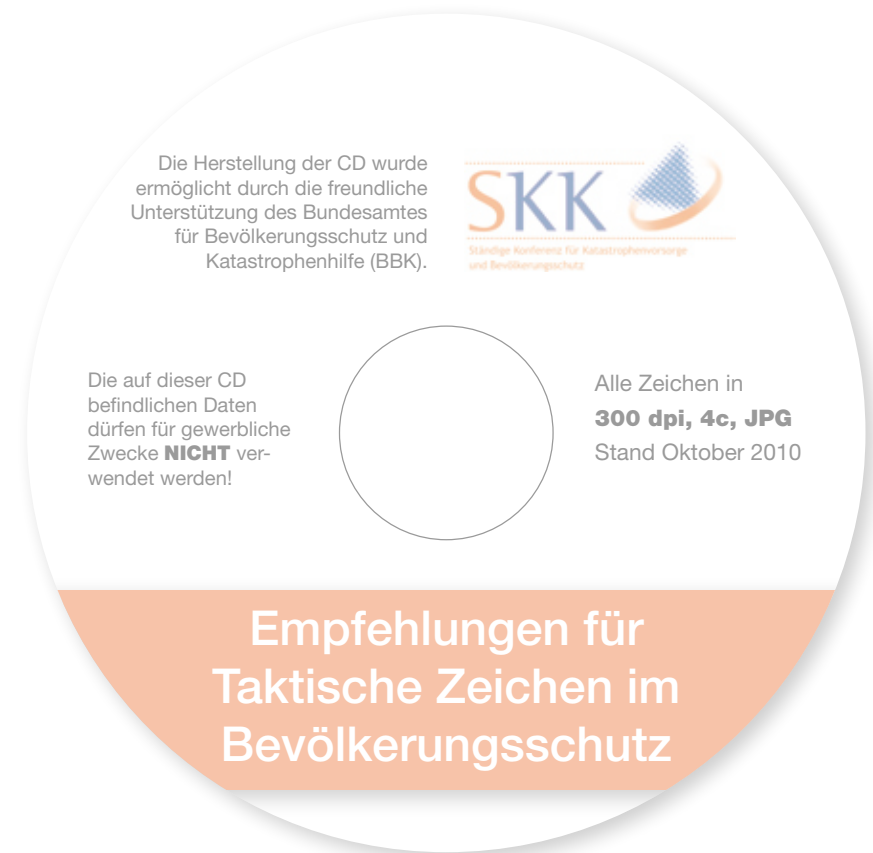 Die Herstellung der CD wurde
ermöglicht durch die freundliche
Unterstützung des Bundesamtes
für Bevölkerungsschutz und
Katastrophenhilfe (BBK).
SKK
Ständige Konferenz für Katastrophenvorsorge
und Bevölkerungsschutz
Die auf dieser CD
befindlichen Daten
dürfen für gewerbliche
Zwecke NICHT ver-
wendet werden!
Alle Zeichen in
300 dpi, 4c, JPG
Stand Oktober 2010
Empfehlungen für
Taktische Zeichen im
Bevölkerungsschutz